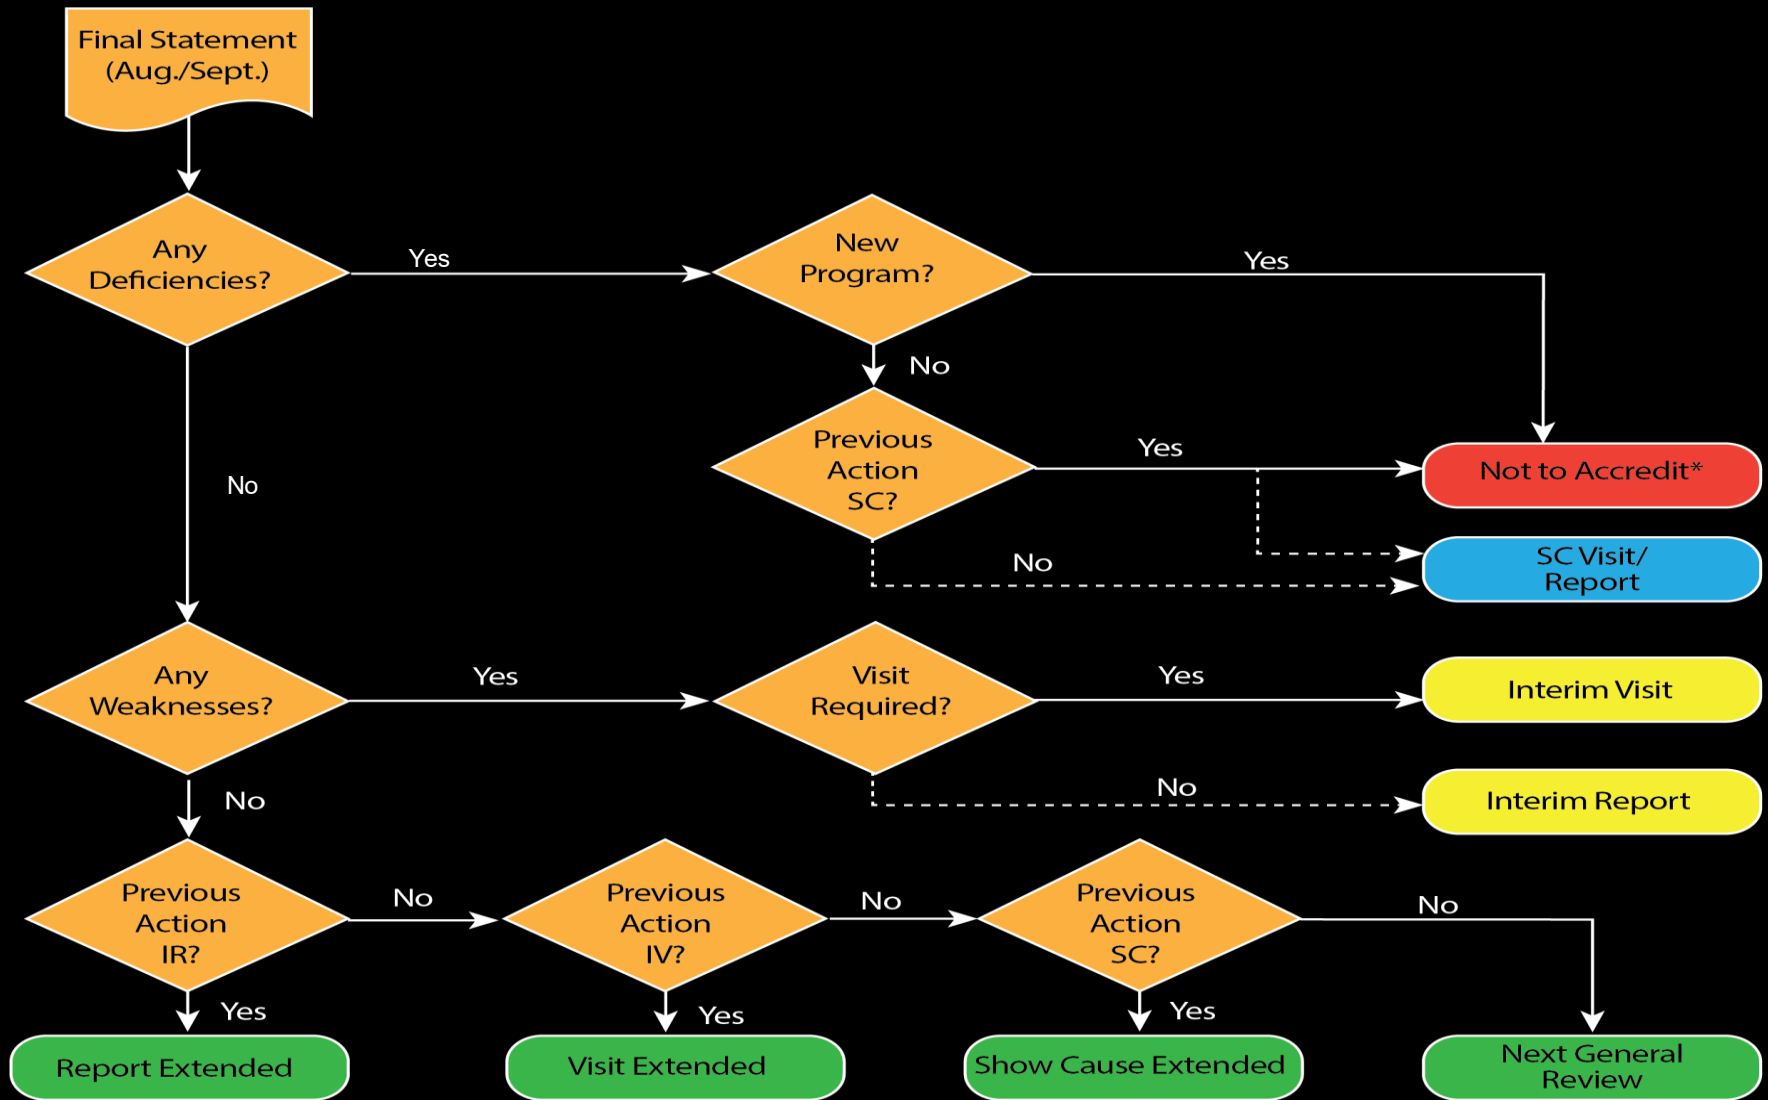 Final Statement
(Aug./Sept.)
Any
Deficiencies?
Yes
New
Program?
Yes
No
No
Previous
Action
SC?
Yes
Not to Accredit*
No
SC Visit/
Report
Any
Weaknesses?
Yes
Visit
Required?
Yes
Interim Visit
No
No
Interim Report
Previous
Action
IR?
No
Previous
Action
IV?
No
Previous
Action
SC?
No
Yes
Yes
Yes
Report Extended
Visit Extended
Show Cause Extended
Next General
Review